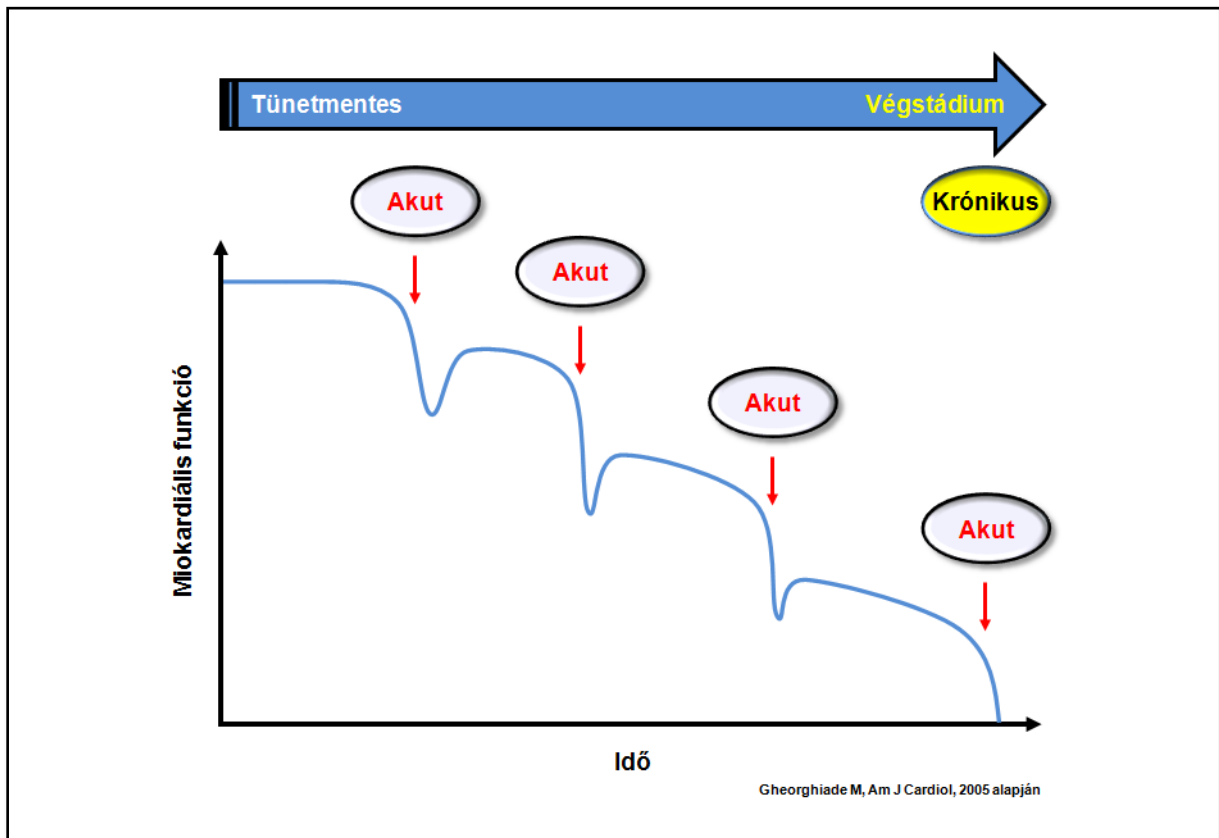 Tünetmentes
Végstádium
Akut
Krónikus
Akut
Akut
Akut
Miokardiális funkció
Idő
Gheorghiade M, Am J Cardiol, 2005 alapján